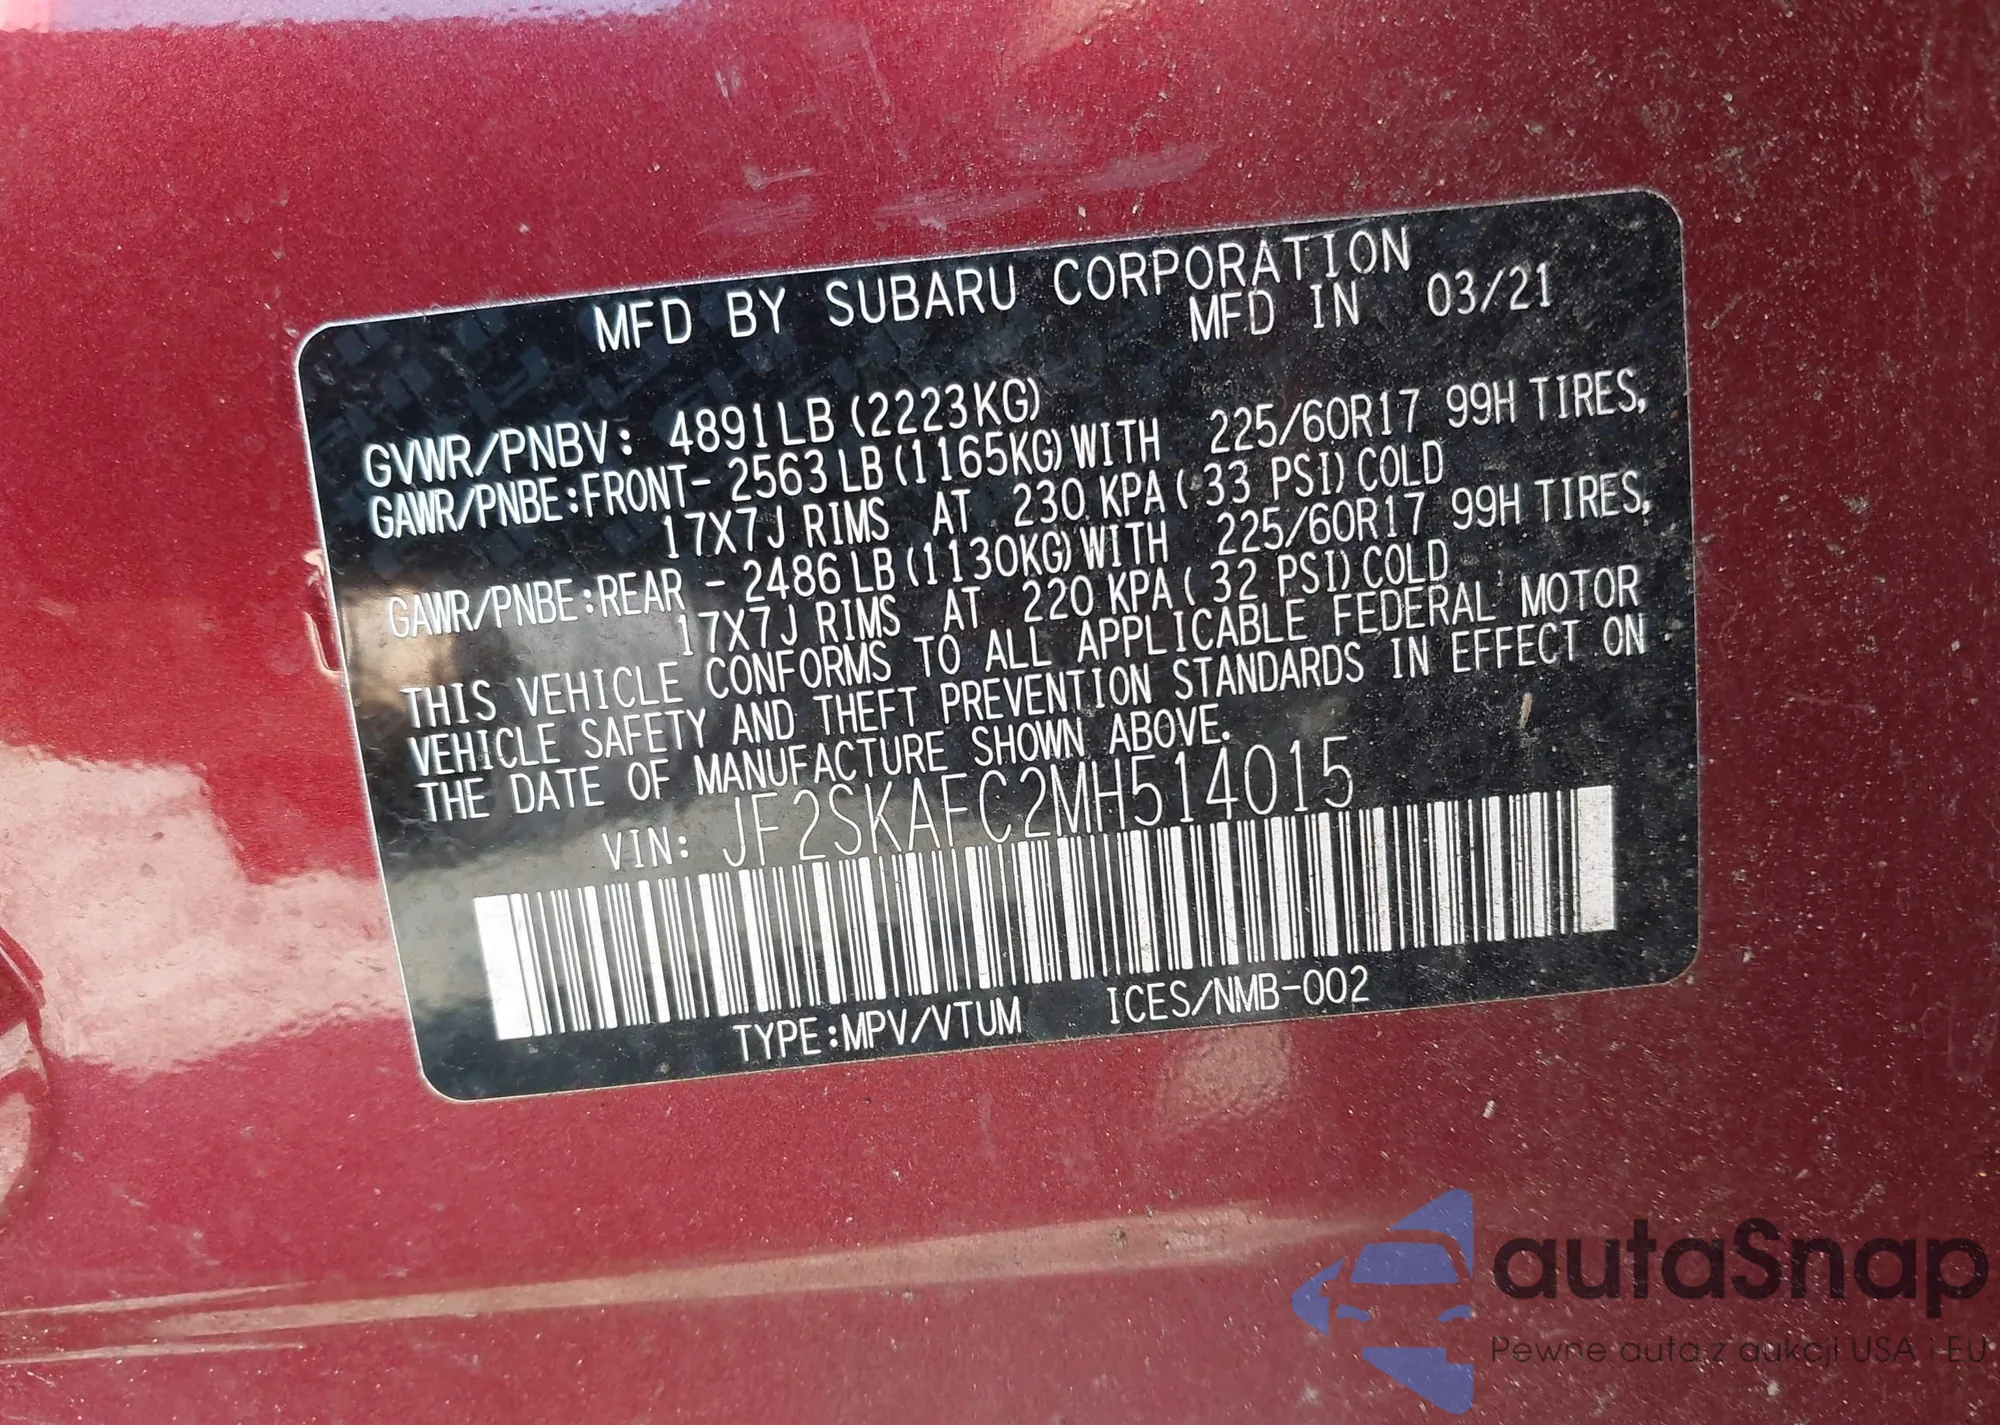 MFD BY SUBARU CORPORATION
MFD IN 03/21
GVWR/PNBV: 4891LB (2223KG)
GAWR/PNBE:FRONT- 2563 LB (1165KG) WITH 225/60R17 99H TIRES,
17X7J RIMS AT 230 KPA ( 33 PSI) COLD
GAWR/PNBE:REAR - 2486 LB (1130KG) WITH 225/60R17 99H TIRES,
17X7J RIMS AT 220 KPA ( 32 PSI) COLD
THIS VEHICLE CONFORMS TO ALL APPLICABLE FEDERAL MOTOR
VEHICLE SAFETY AND THEFT PREVENTION STANDARDS IN EFFECT ON
THE DATE OF MANUFACTURE SHOWN ABOVE.
VIN: JF2SKAFC2MH514015
TYPE:MPV/VTUM ICES/NMB-002
autaSnap
Pewne auta z aukcji USA i EU